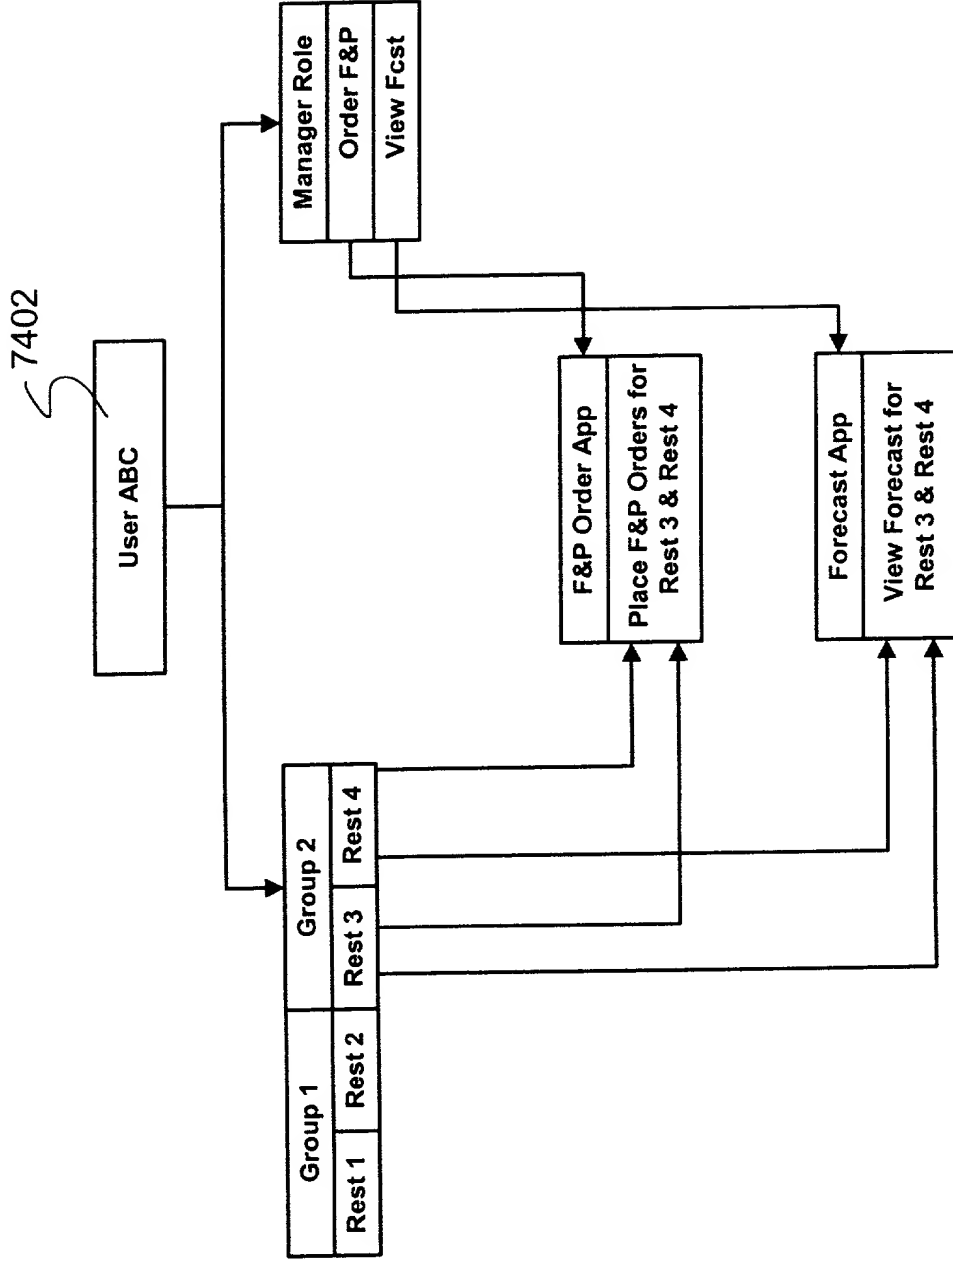 7402
User ABC
Group 1
Group 2
Rest 1
Rest 2
Rest 3
Rest 4
Manager Role
Order F&P
View Fcst
F&P Order App
Place F&P Orders for
Rest 3 & Rest 4
Forecast App
View Forecast for
Rest 3 & Rest 4